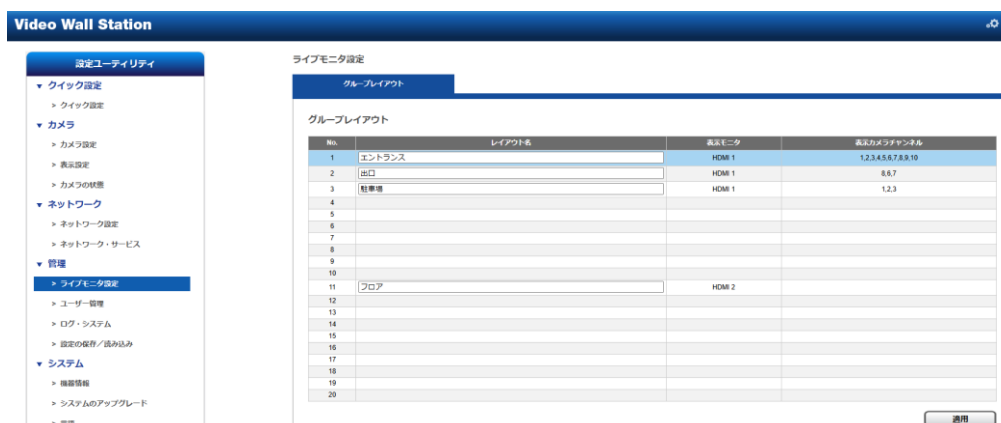 Video Wall Station
設定ユーティリティ
▼ クイック設定
> クイック設定
▼ カメラ
> カメラ設定
> 表示設定
> カメラの状態
▼ ネットワーク
> ネットワーク設定
> ネットワーク・サービス
▼ 管理
> ライブモニタ設定
> ユーザー管理
> ログ・システム
> 設定の保存/読み込み
▼ システム
> 機器情報
> システムのアップグレード
ライブモニタ設定
グループレイアウト
グループレイアウト
No. レイアウト名 表示モニタ 表示カメラチャンネル
1 エントランス HDMI 1 1,2,3,4,5,6,7,8,9,10
2 出口 HDMI 1 8,6,7
3 駐車場 HDMI 1 1,2,3
4
5
6
7
8
9
10
11 フロア HDMI 2
12
13
14
15
16
17
18
19
20
適用